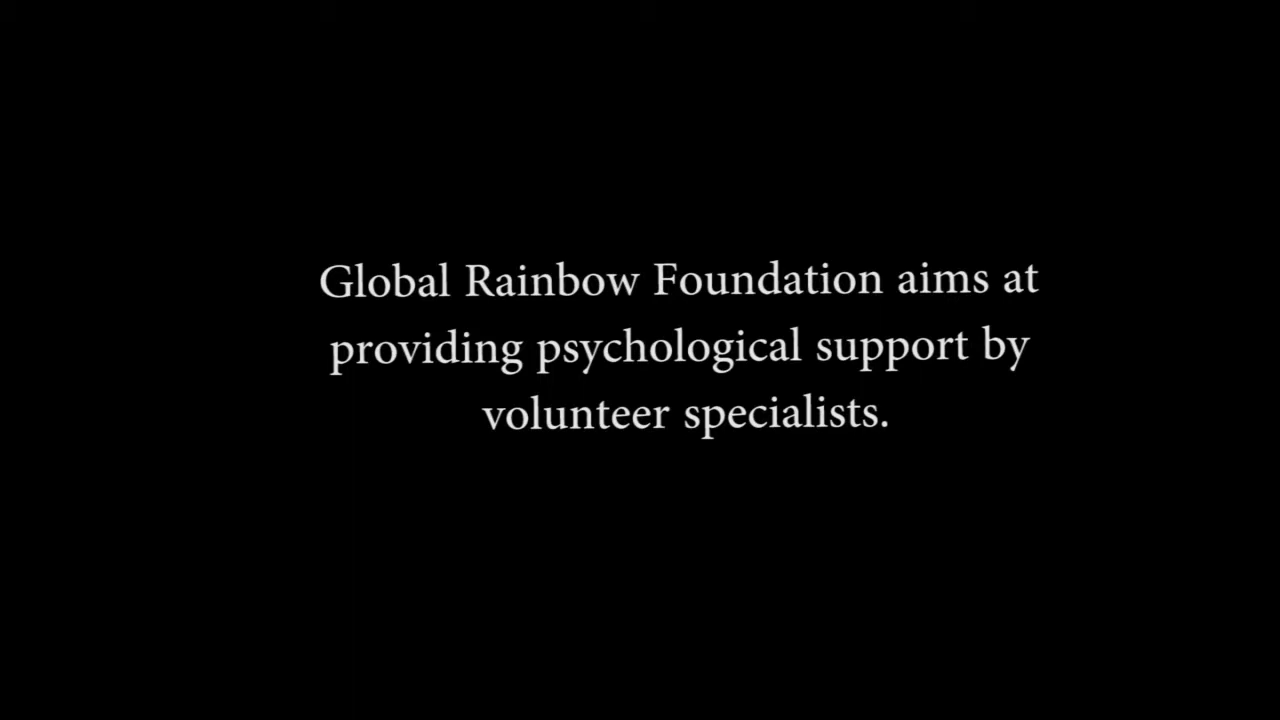 Global Rainbow Foundation aims at
providing psychological support by
volunteer specialists.